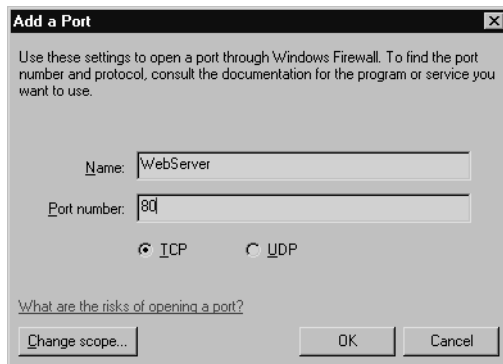 Add a Port
Use these settings to open a port through Windows Firewall. To find the port
number and protocol, consult the documentation for the program or service you
want to use.
Name: WebServer
Port number: 80
TCP UDP
What are the risks of opening a port?
Change scope... OK Cancel